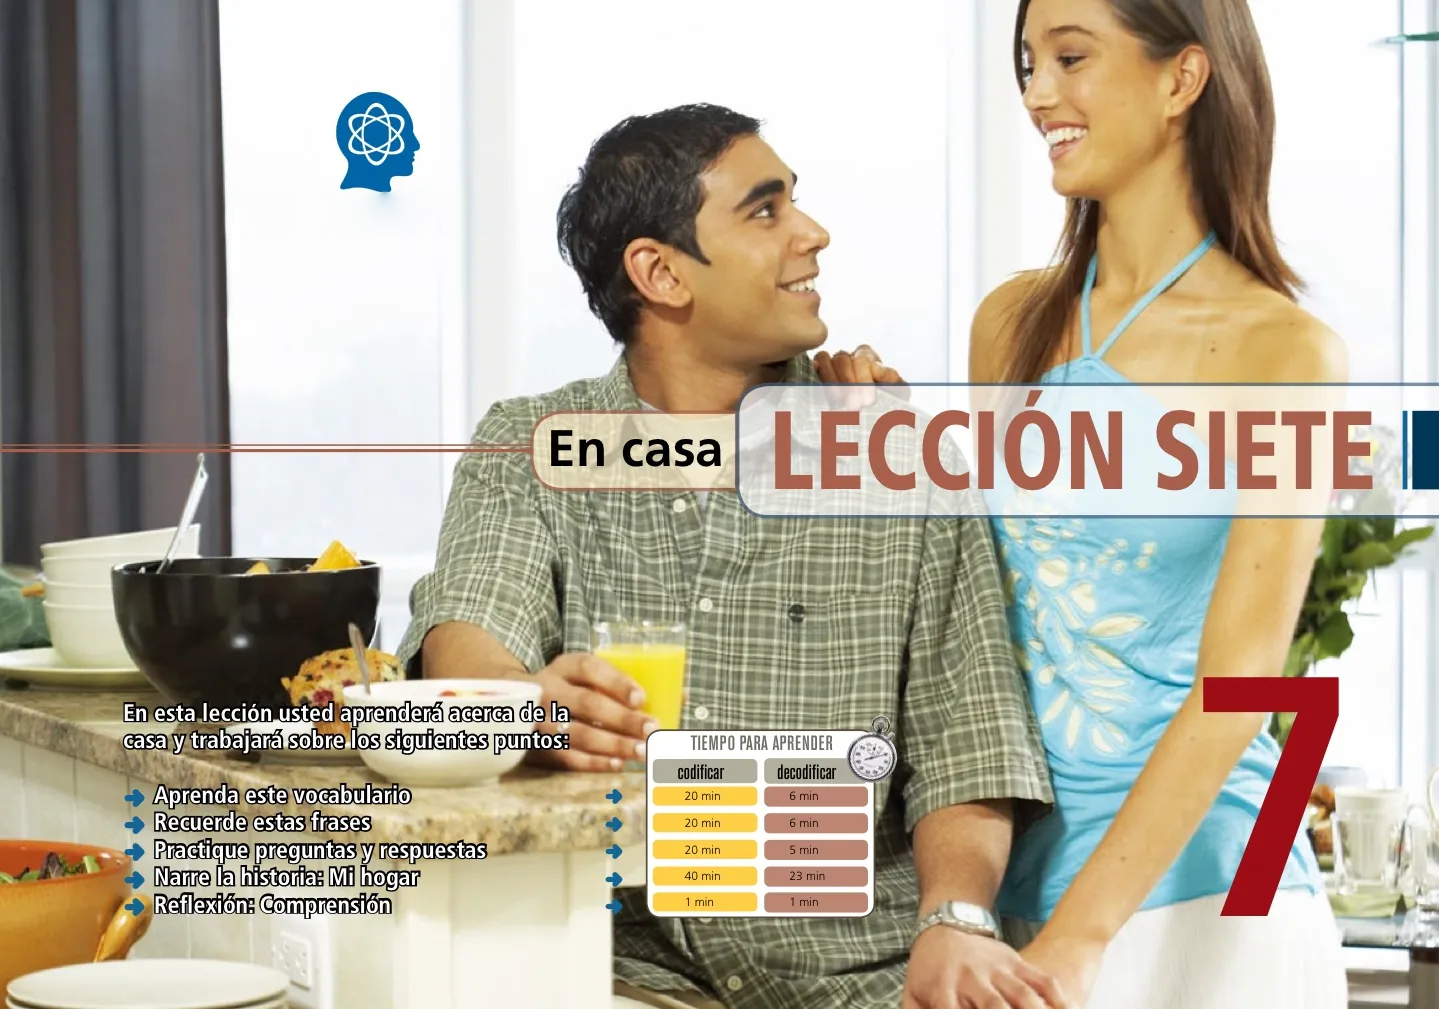 En casa
LECCIÓN SIETE
7
En esta lección usted aprenderá acerca de la
casa y trabajará sobre los siguientes puntos:
Aprenda este vocabulario
Recuerde estas frases
Practique preguntas y respuestas
Narre la historia: Mi hogar
Reflexión: Comprensión
TIEMPO PARA APRENDER
codificar decodificar
20 min 6 min
20 min 6 min
20 min 5 min
40 min 23 min
1 min 1 min